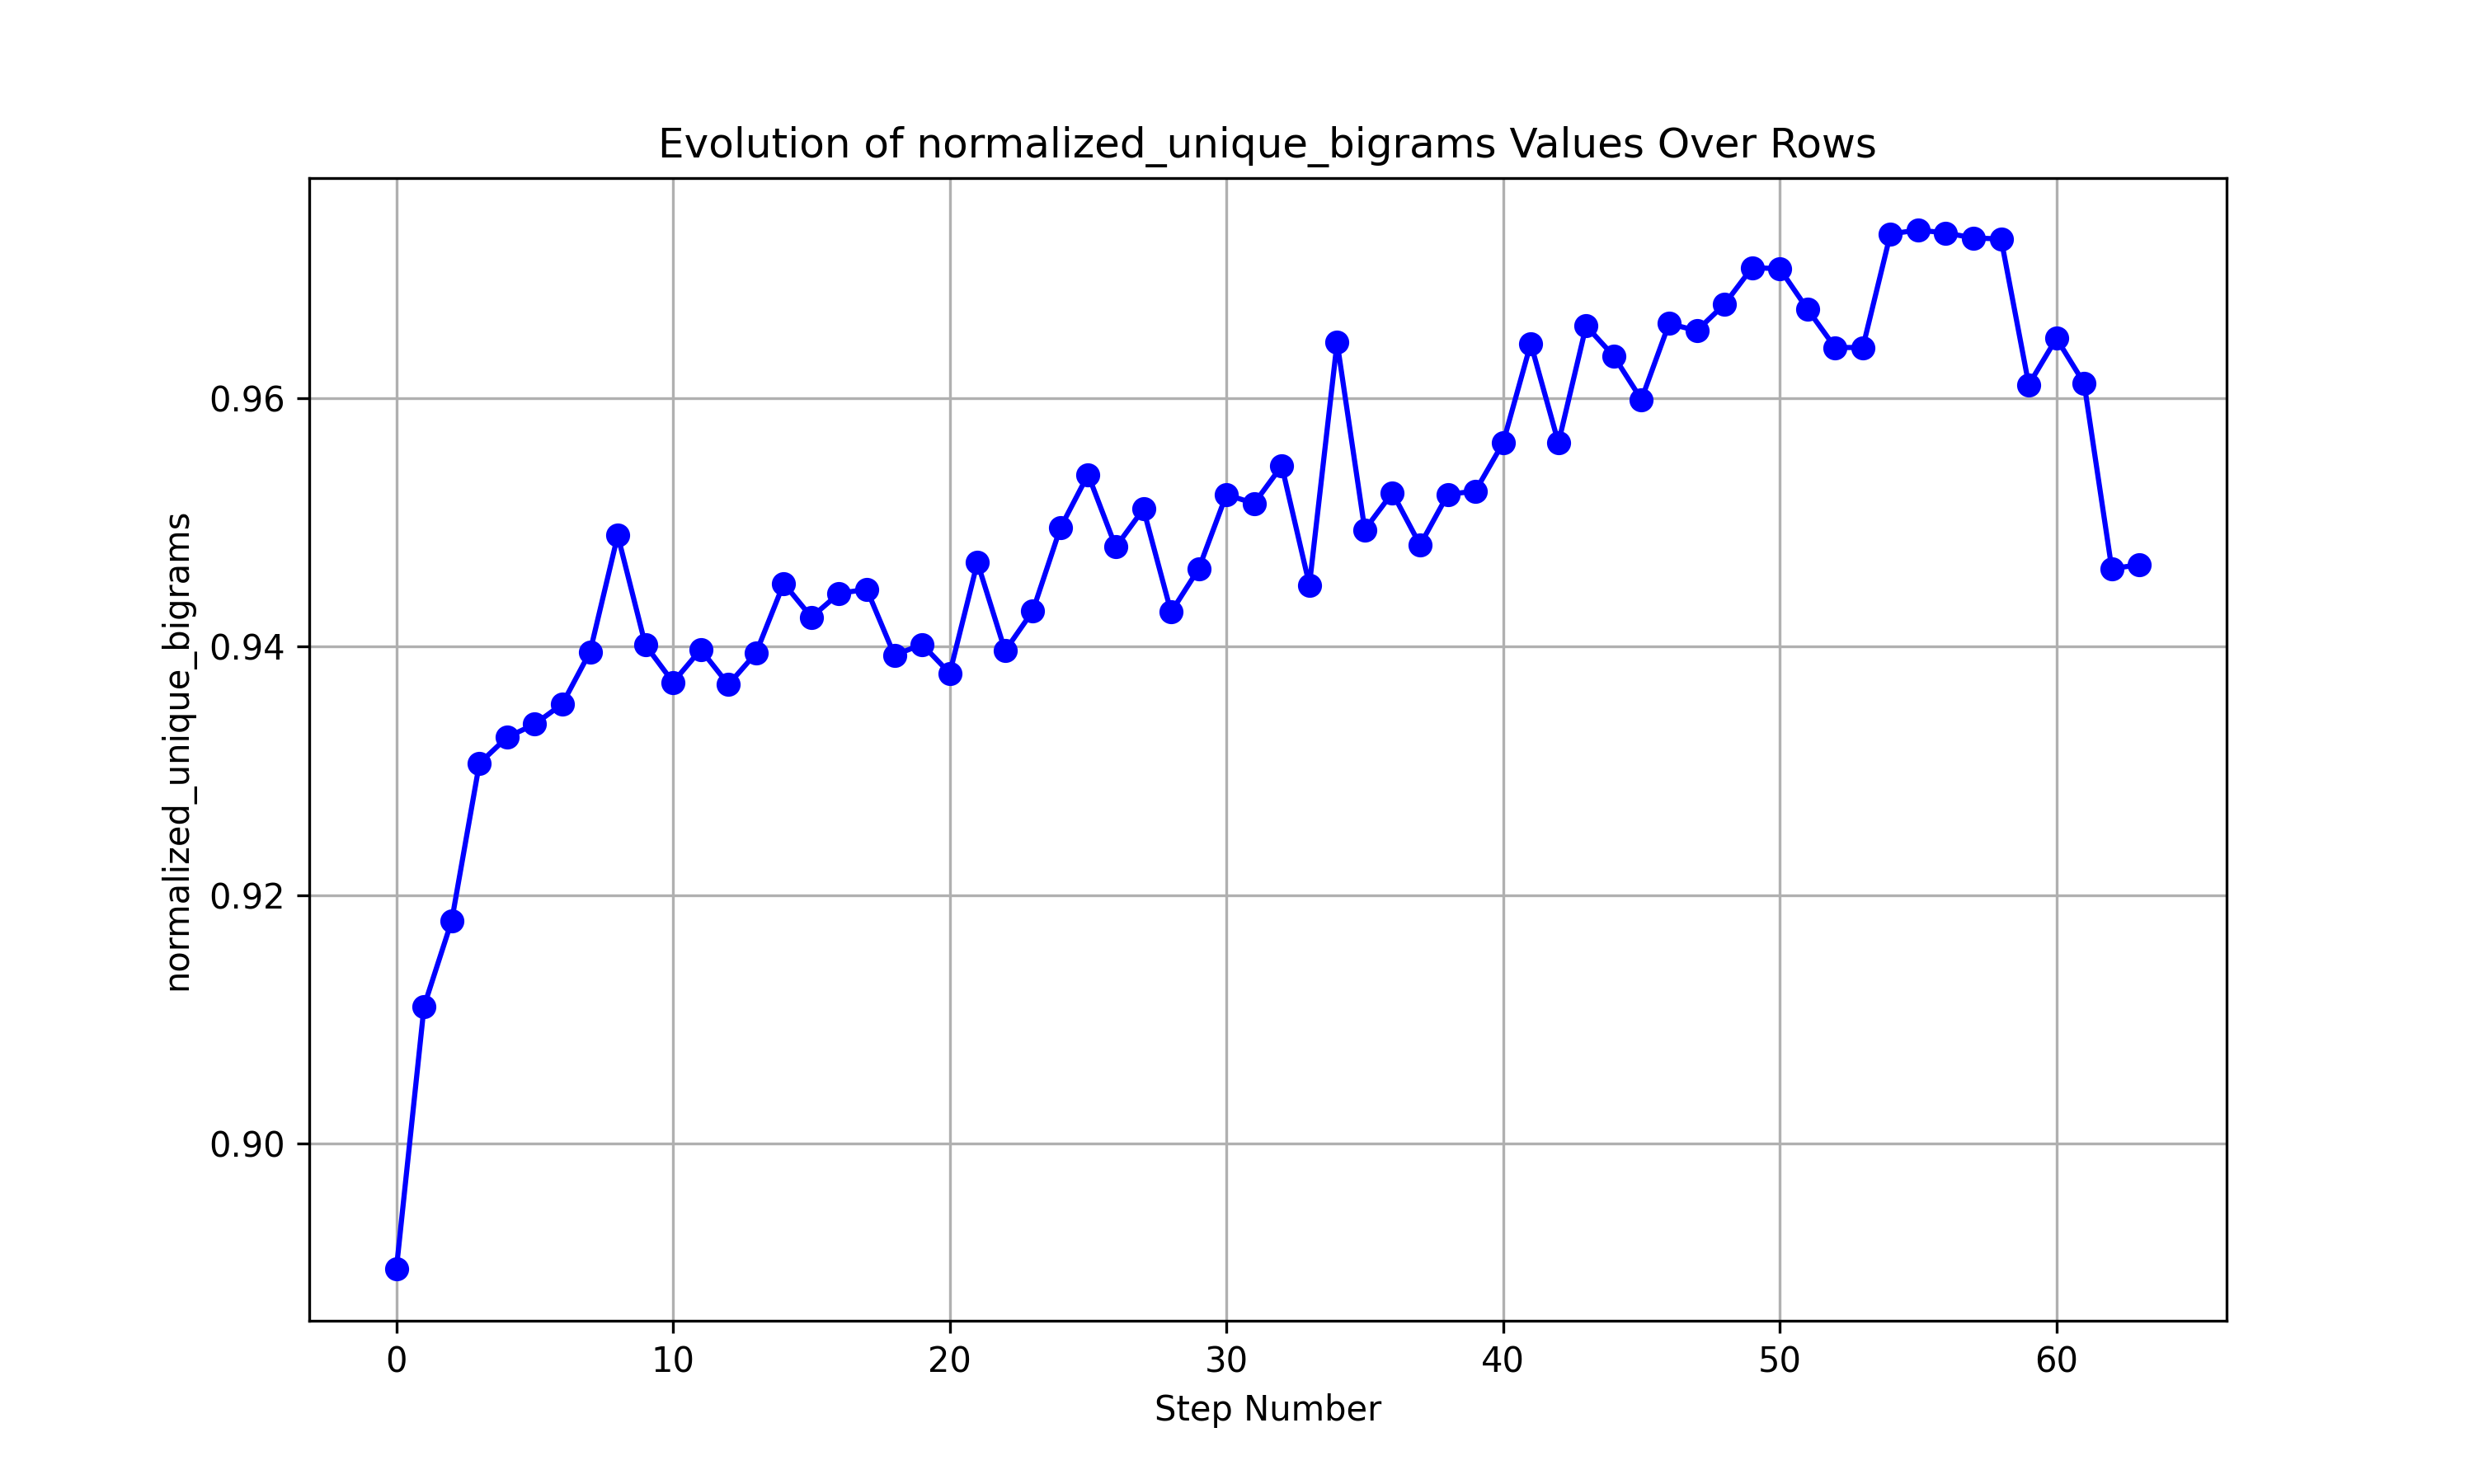 Evolution of normalized_unique_bigrams Values Over Rows
normalized_unique_bigrams
0.96
0.94
0.92
0.90
0 10 20 30 40 50 60
Step Number